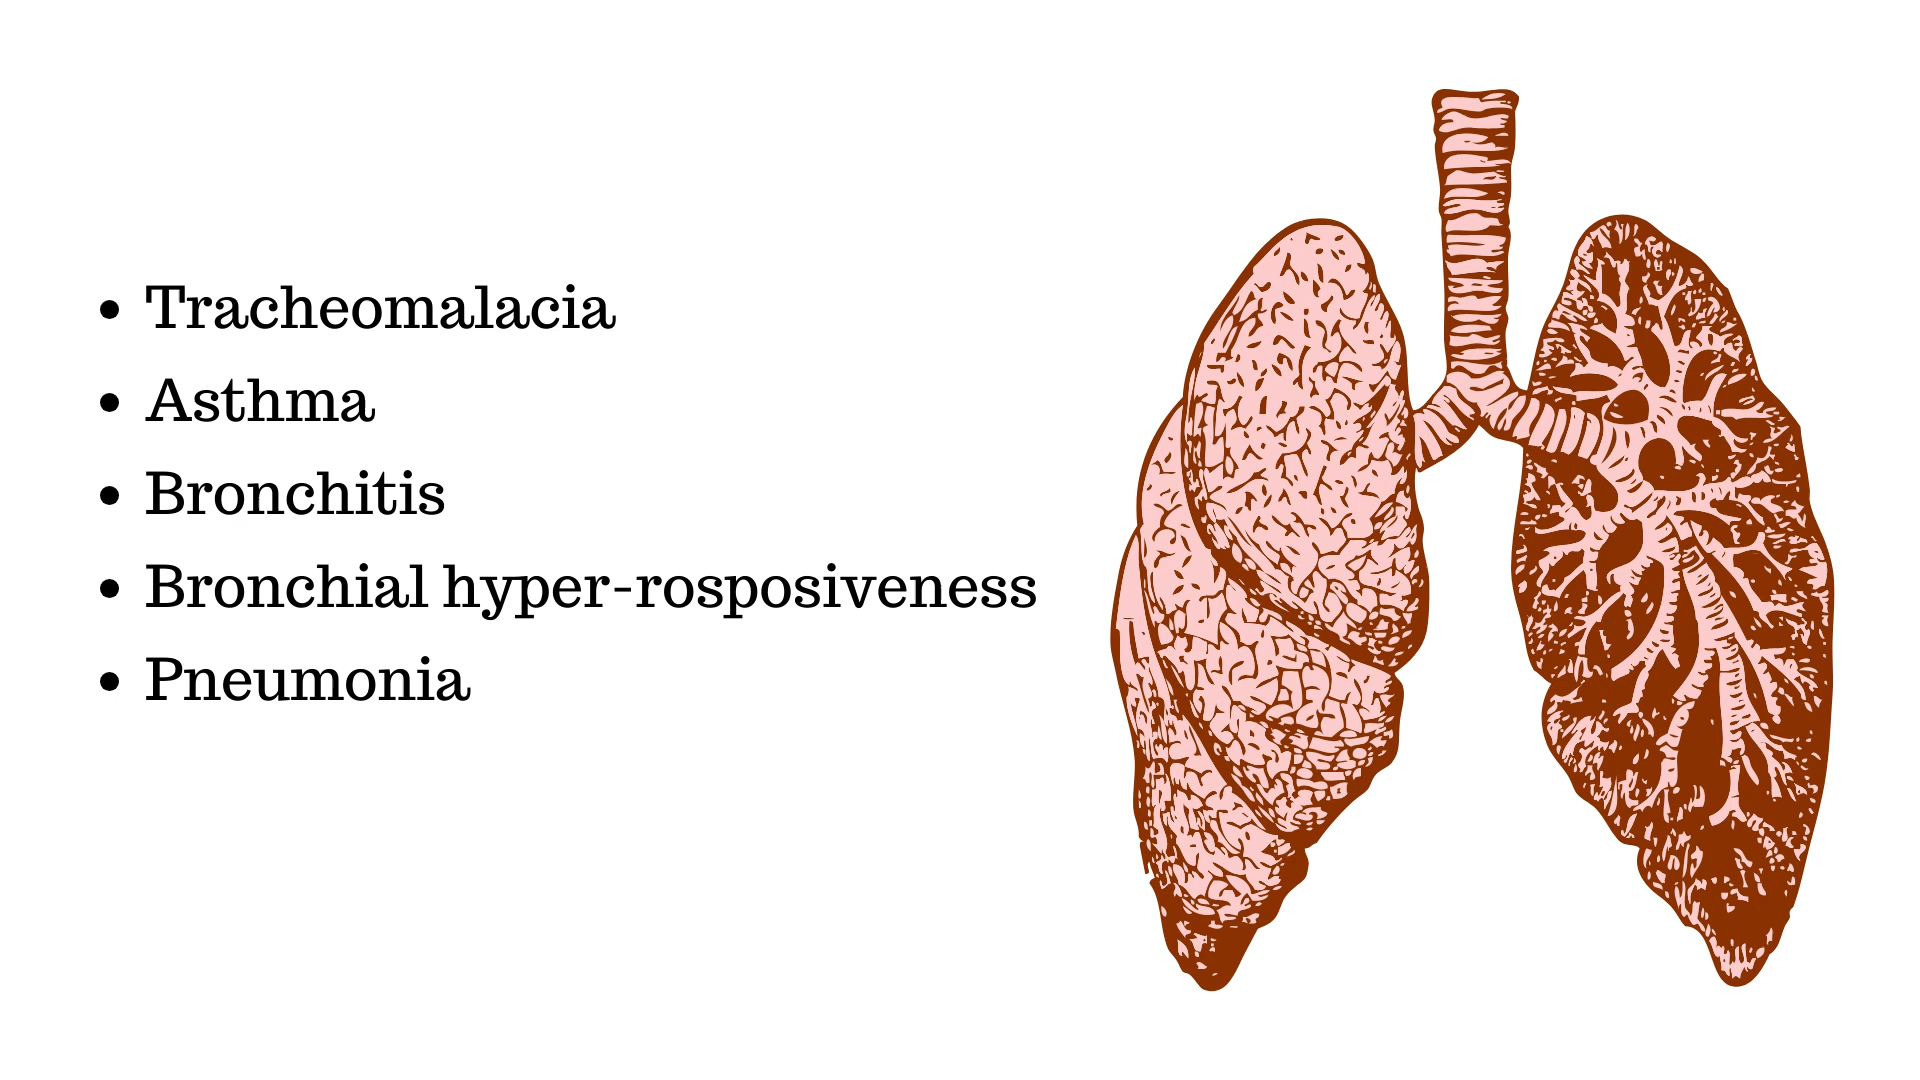 • Tracheomalacia
• Asthma
• Bronchitis
• Bronchial hyper-rosposiveness
• Pneumonia